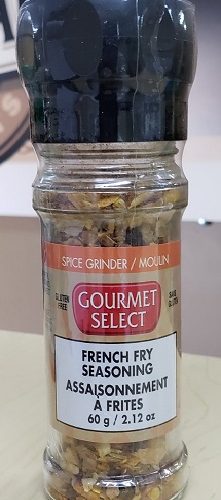 SPICE GRINDER / MOULIN
GLUTEN
FREE
GOURMET
SELECT
SANS
GLUTEN
FRENCH FRY
SEASONING
ASSAISONNEMENT
À FRITES
60 g / 2.12 oz